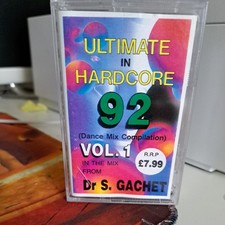 ULTIMATE
IN
HARDCORE
92
(Dance Mix Compilation)
VOL. 1
IN THE MIX
FROM
R.R.P
£7.99
Dr S. GACHET